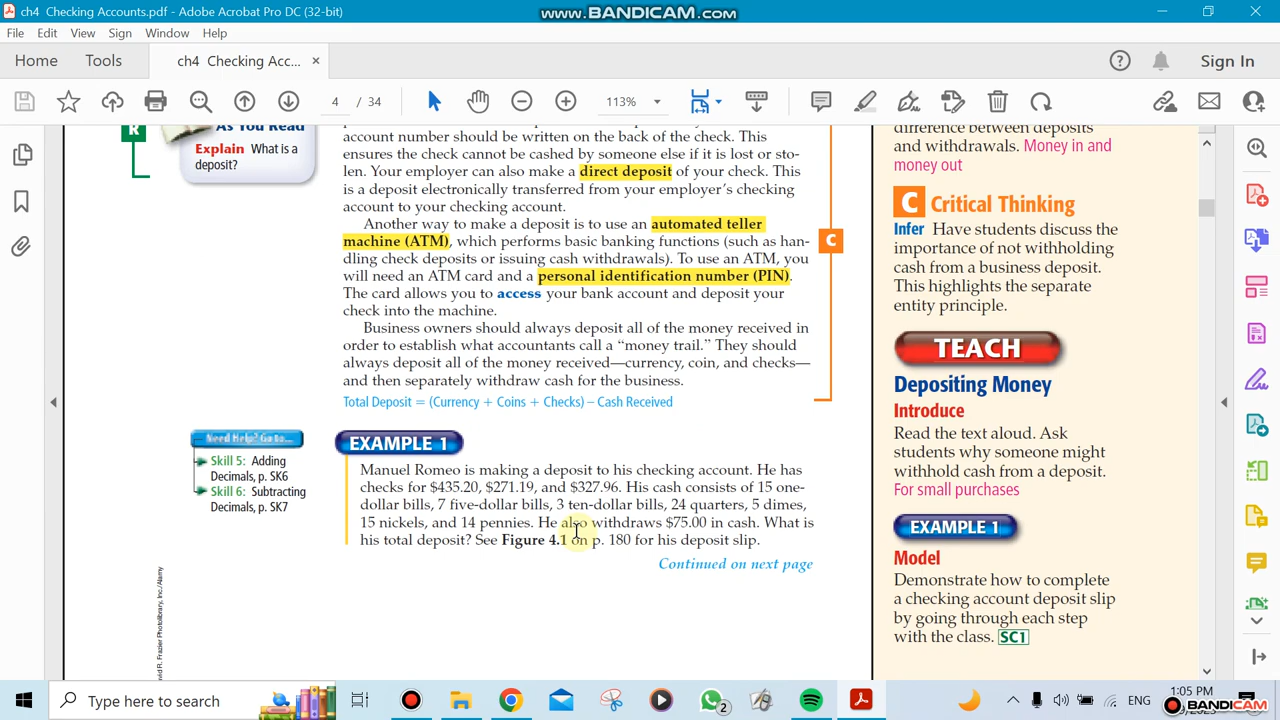 ch4 Checking Accounts.pdf - Adobe Acrobat Pro DC (32-bit)
www.BANDICAM.com
File Edit View Sign Window Help
Home Tools ch4 Checking Acc... × Sign In
4 / 34 113%
R
As You Read
Explain What is a
deposit?
account number should be written on the back of the check. This
ensures the check cannot be cashed by someone else if it is lost or sto-
len. Your employer can also make a direct deposit of your check. This
is a deposit electronically transferred from your employer's checking
account to your checking account.
Another way to make a deposit is to use an automated teller
machine (ATM), which performs basic banking functions (such as han-
dling check deposits or issuing cash withdrawals). To use an ATM, you
will need an ATM card and a personal identification number (PIN).
The card allows you to access your bank account and deposit your
check into the machine.
Business owners should always deposit all of the money received in
order to establish what accountants call a “money trail.” They should
always deposit all of the money received—currency, coin, and checks—
and then separately withdraw cash for the business.
Total Deposit = (Currency + Coins + Checks) – Cash Received
C
Need Help? Go to...
Skill 5: Adding
Decimals, p. SK6
Skill 6: Subtracting
Decimals, p. SK7
EXAMPLE 1
Manuel Romeo is making a deposit to his checking account. He has
checks for $435.20, $271.19, and $327.96. His cash consists of 15 one-
dollar bills, 7 five-dollar bills, 3 ten-dollar bills, 24 quarters, 5 dimes,
15 nickels, and 14 pennies. He also withdraws $75.00 in cash. What is
his total deposit? See Figure 4.1 on p. 180 for his deposit slip.
Continued on next page
difference between deposits
and withdrawals. Money in and
money out
C Critical Thinking
Infer Have students discuss the
importance of not withholding
cash from a business deposit.
This highlights the separate
entity principle.
TEACH
Depositing Money
Introduce
Read the text aloud. Ask
students why someone might
withhold cash from a deposit.
For small purchases
EXAMPLE 1
Model
Demonstrate how to complete
a checking account deposit slip
by going through each step
with the class. SC1
Type here to search
2
ENG
1:05 PM
BANDICAM